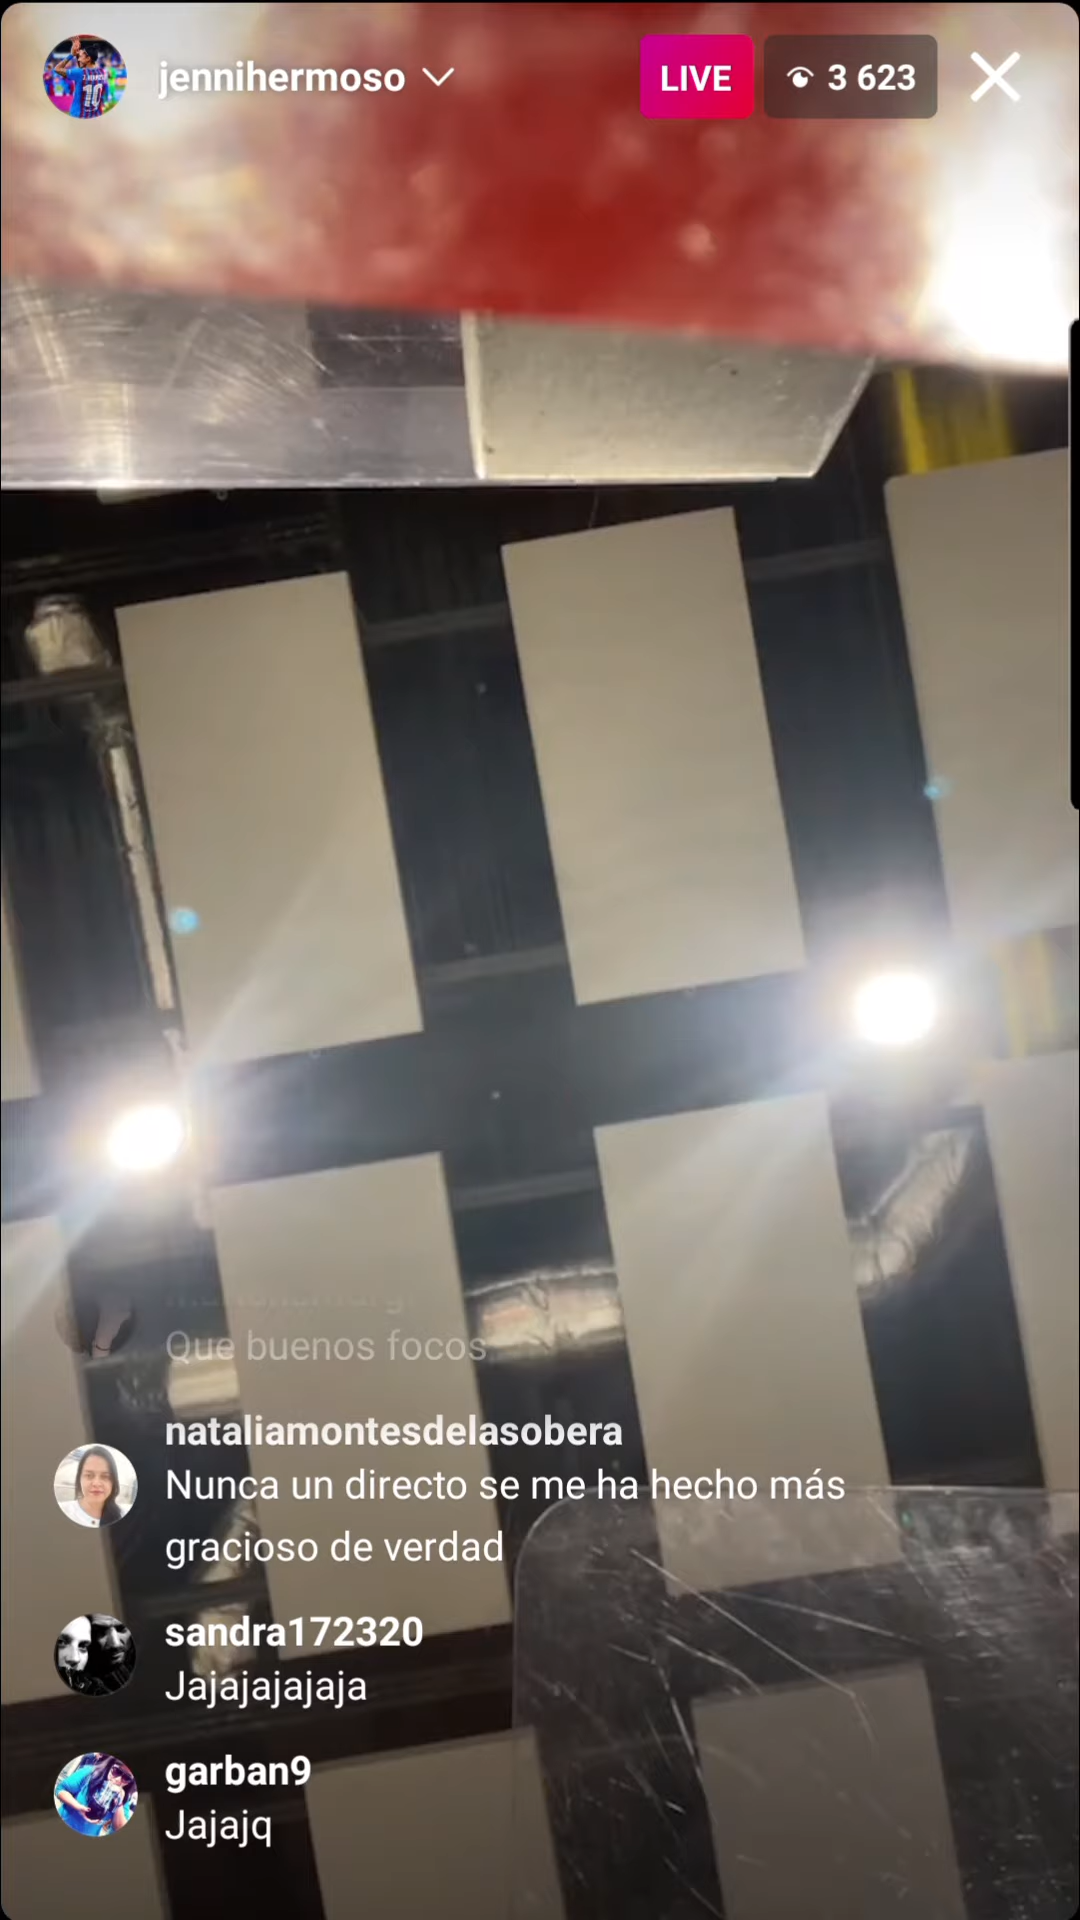 jennihermoso
LIVE
3 623
Que buenos focos
nataliamontesdelasobera
Nunca un directo se me ha hecho más
gracioso de verdad
sandra172320
Jajajajajaja
garban9
Jajajq